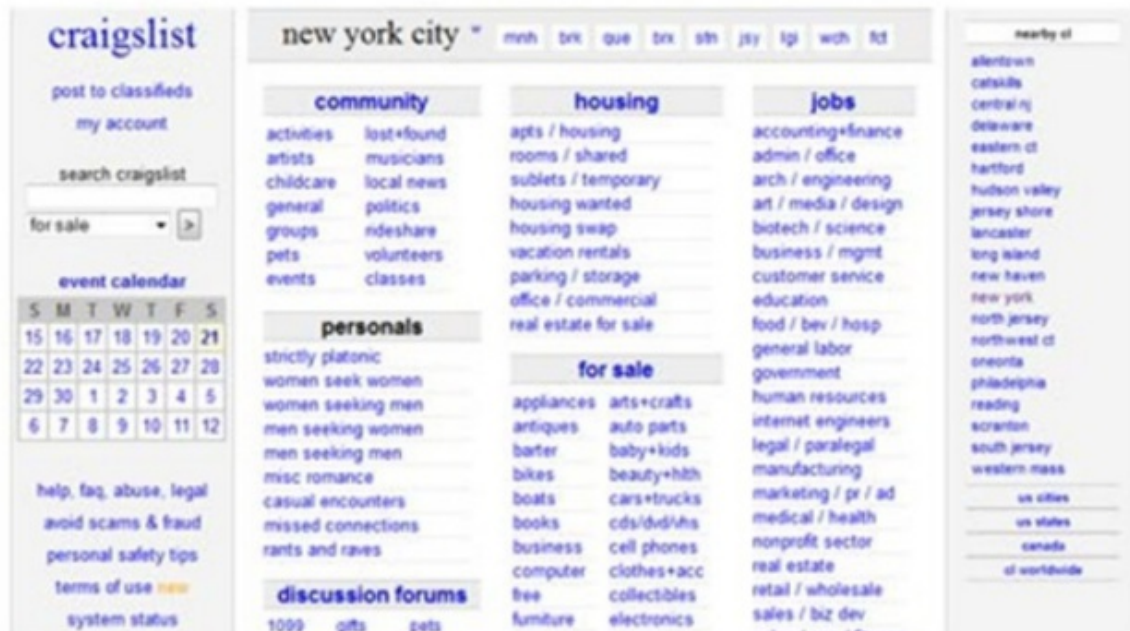 craigslist
post to classifieds
my account
search craigslist
for sale
>
event calendar
S M T W T F S
15 16 17 18 19 20 21
22 23 24 25 26 27 28
29 30 1 2 3 4 5
6 7 8 9 10 11 12
help, faq, abuse, legal
avoid scams & fraud
personal safety tips
terms of use new
system status
new york city
mnh brk que brx stn jsy lgi wch fct
community
activities lost+found
artists musicians
childcare local news
general politics
groups rideshare
pets volunteers
events classes
personals
strictly platonic
women seek women
women seeking men
men seeking women
men seeking men
misc romance
casual encounters
missed connections
rants and raves
discussion forums
1099 gifts pets
housing
apts / housing
rooms / shared
sublets / temporary
housing wanted
housing swap
vacation rentals
parking / storage
office / commercial
real estate for sale
for sale
appliances arts+crafts
antiques auto parts
barter baby+kids
bikes beauty+hlth
boats cars+trucks
books cds/dvd/vhs
business cell phones
computer clothes+acc
free collectibles
furniture electronics
jobs
accounting+finance
admin / office
arch / engineering
art / media / design
biotech / science
business / mgmt
customer service
education
food / bev / hosp
general labor
government
human resources
internet engineers
legal / paralegal
manufacturing
marketing / pr / ad
medical / health
nonprofit sector
real estate
retail / wholesale
sales / biz dev
nearby cl
allentown
catskills
central nj
delaware
eastern ct
hartford
hudson valley
jersey shore
lancaster
long island
new haven
new york
north jersey
northwest ct
oneonta
philadelphia
reading
scranton
south jersey
western mass
us cities
us states
canada
cl worldwide